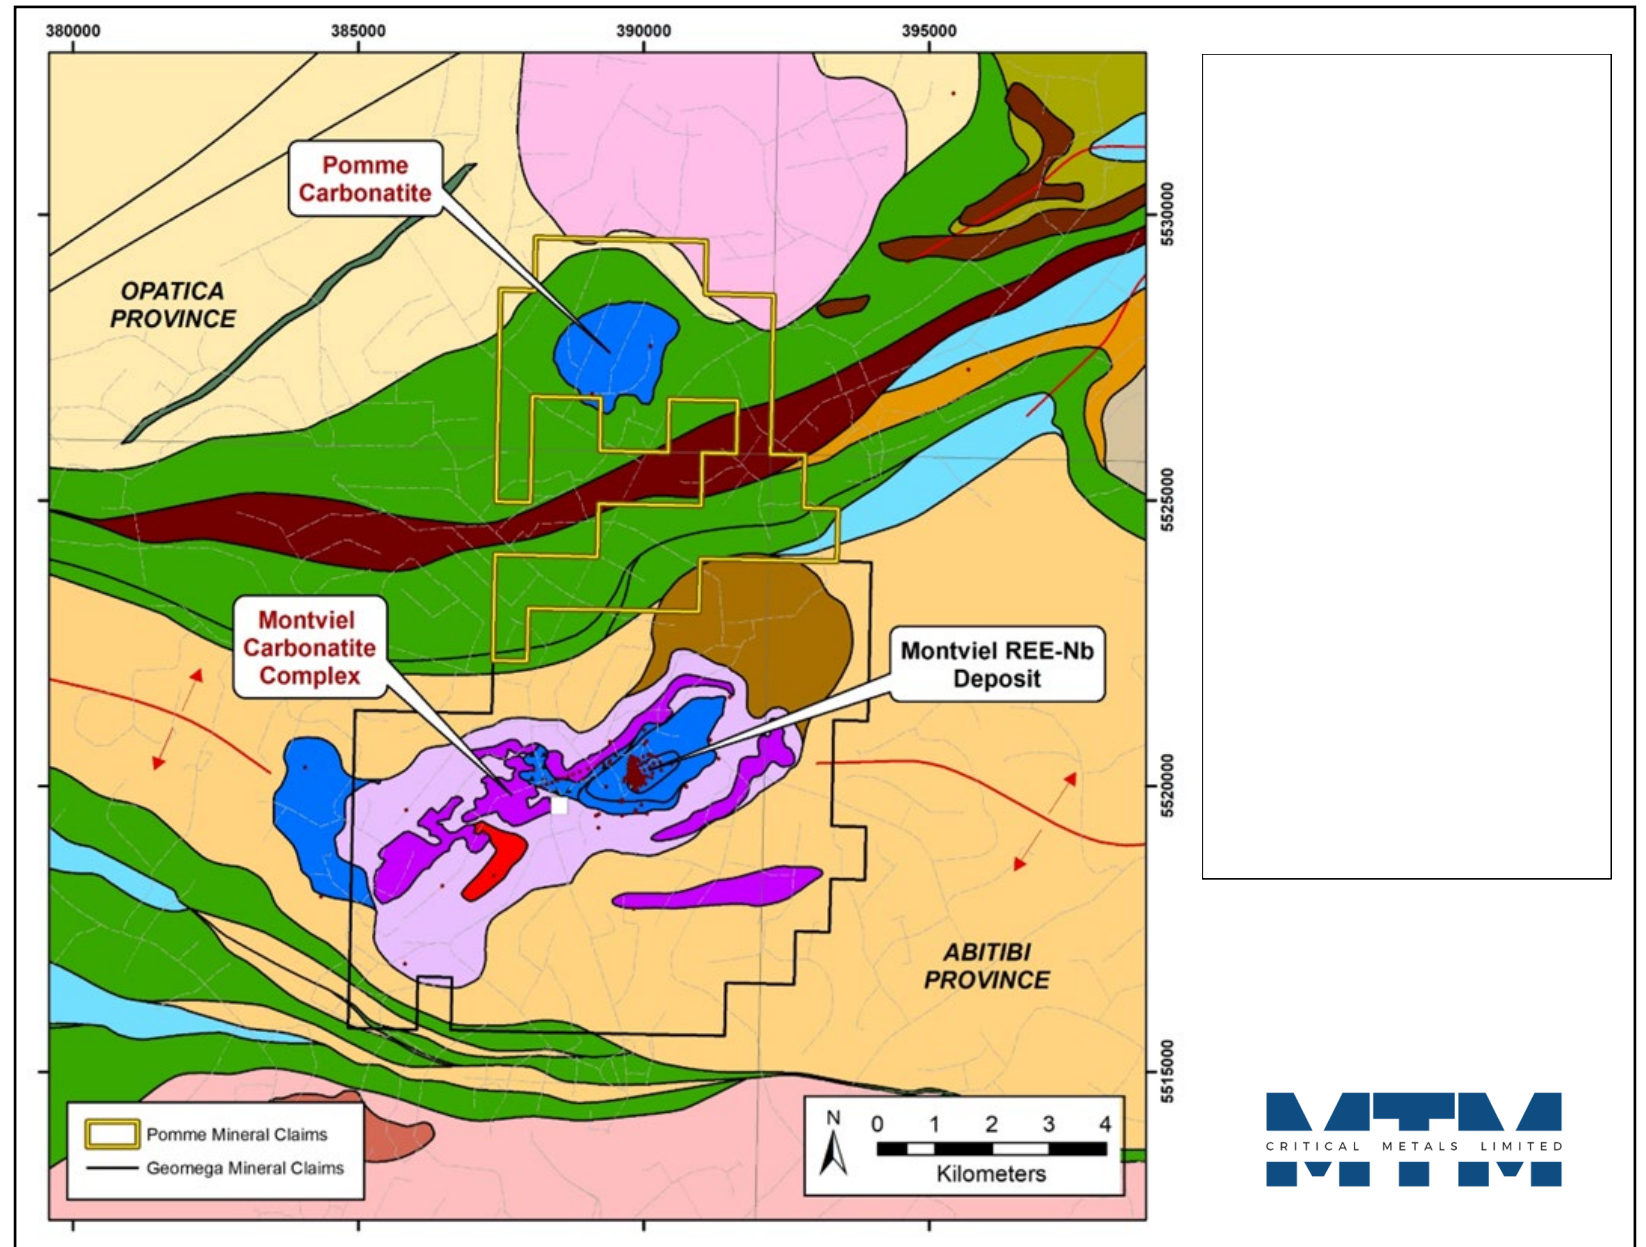 380000
385000
390000
395000
Pomme
Carbonatite
5530000
OPATICA
PROVINCE
5525000
Montviel
Carbonatite
Complex
Montviel REE-Nb
Deposit
5520000
ABITIBI
PROVINCE
5515000
Pomme Mineral Claims
Geomega Mineral Claims
N
0 1 2 3 4
Kilometers
MTM
CRITICAL METALS LIMITED